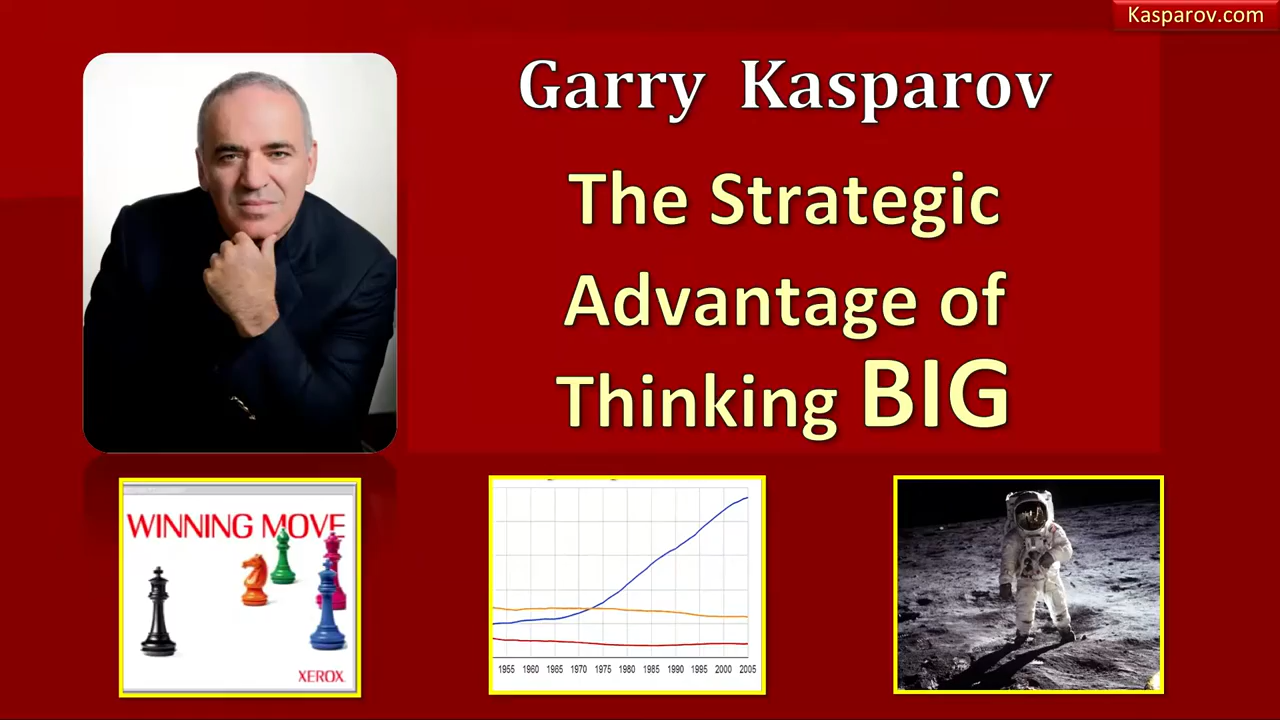 Kasparov.com
Garry Kasparov
The Strategic
Advantage of
Thinking BIG
WINNING MOVE
XEROX
1955 1960 1965 1970 1975 1980 1985 1990 1995 2000 2005